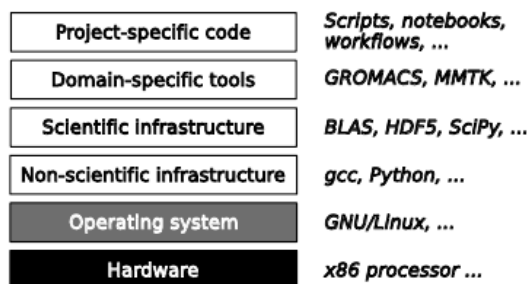 Project-specific code
Scripts, notebooks,
workflows, ...
Domain-specific tools
GROMACS, MMTK, ...
Scientific infrastructure
BLAS, HDF5, SciPy, ...
Non-scientific infrastructure
gcc, Python, ...
Operating system
GNU/Linux, ...
Hardware
x86 processor ...